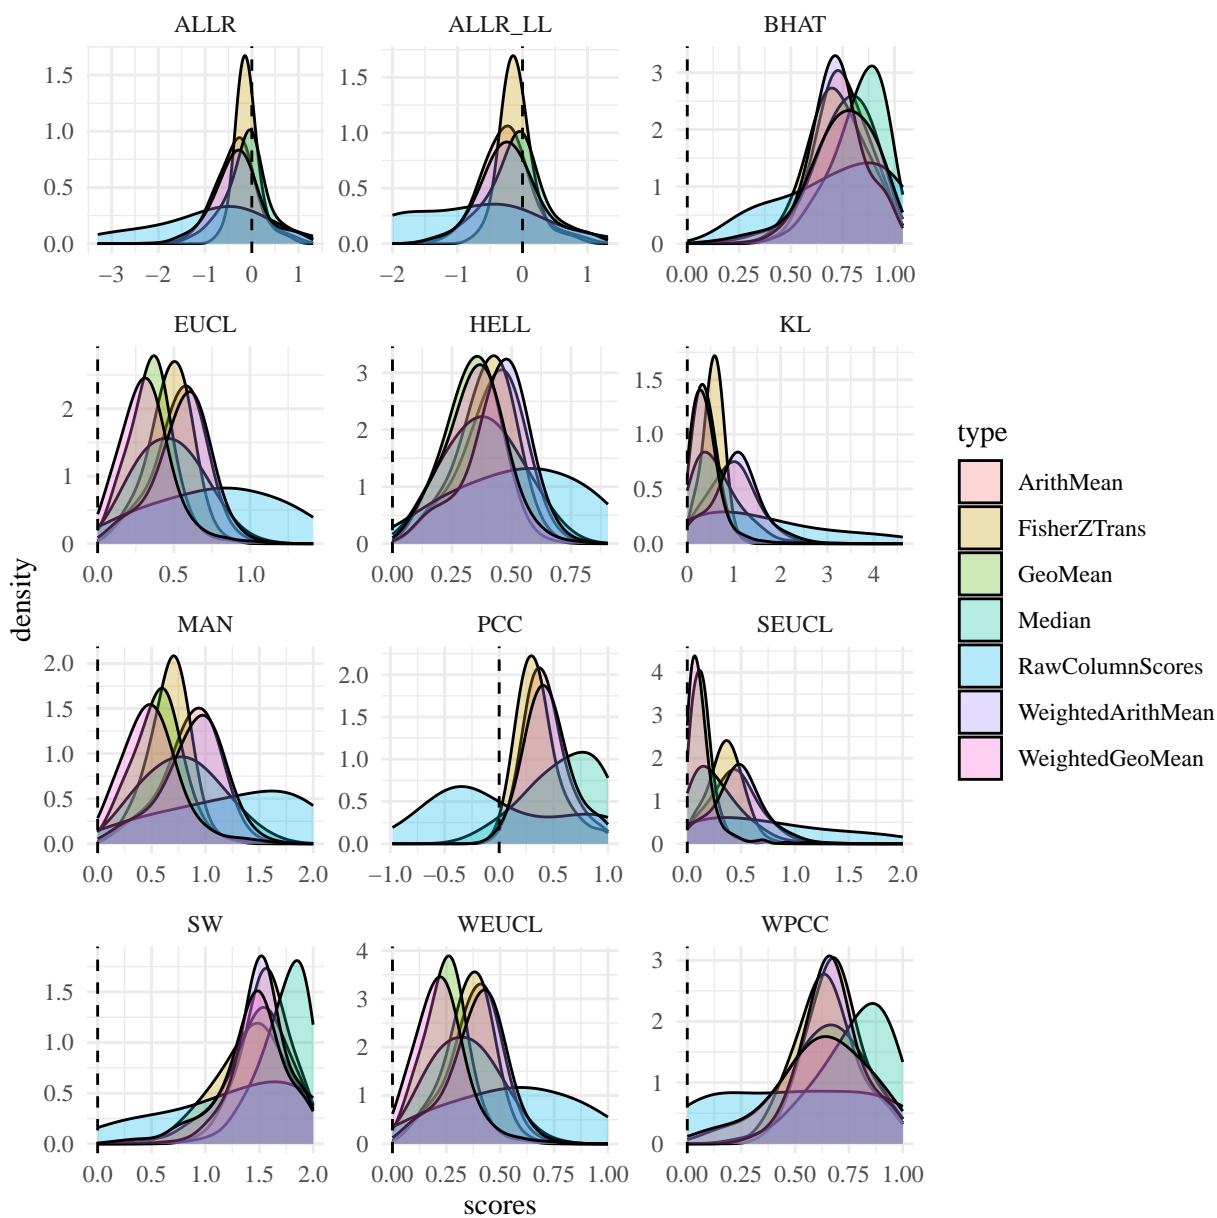 ALLR ALLR_LL BHAT
1.5 1.5 3
1.0 1.0 2
0.5 0.5 1
0.0 0.0 0
−3 −2 −1 0 1 −2 −1 0 1 0.00 0.25 0.50 0.75 1.00
EUCL HELL KL
2 3 1.5
1 2 1.0
0 1 0.5
0 0.0
0.0 0.5 1.0 0.00 0.25 0.50 0.75 0 1 2 3 4
MAN PCC SEUCL
2.0 2.0 4
1.5 1.5 3
1.0 1.0 2
0.5 0.5 1
0.0 0.0 0
0.0 0.5 1.0 1.5 2.0 −1.0 −0.5 0.0 0.5 1.0 0.0 0.5 1.0 1.5 2.0
SW WEUCL WPCC
1.5 4 3
1.0 3 2
0.5 2 1
0.0 1 0
0
0.0 0.5 1.0 1.5 2.0 0.00 0.25 0.50 0.75 1.00 0.00 0.25 0.50 0.75 1.00
scores
density
type
ArithMean
FisherZTrans
GeoMean
Median
RawColumnScores
WeightedArithMean
WeightedGeoMean